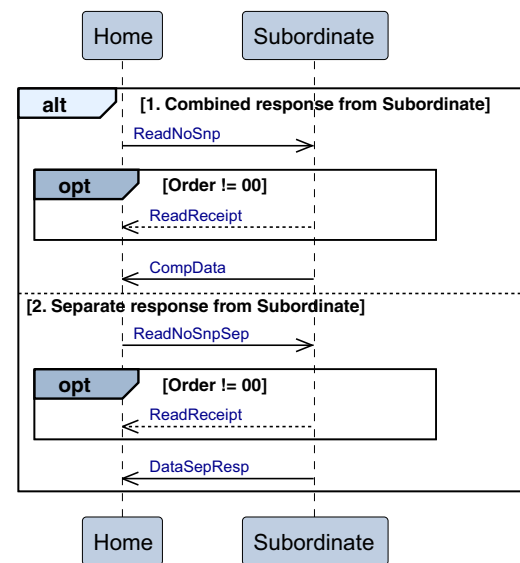 Home Subordinate
alt [1. Combined response from Subordinate]
ReadNoSnp
opt [Order != 00]
ReadReceipt
CompData
[2. Separate response from Subordinate]
ReadNoSnpSep
opt [Order != 00]
ReadReceipt
DataSepResp
Home Subordinate